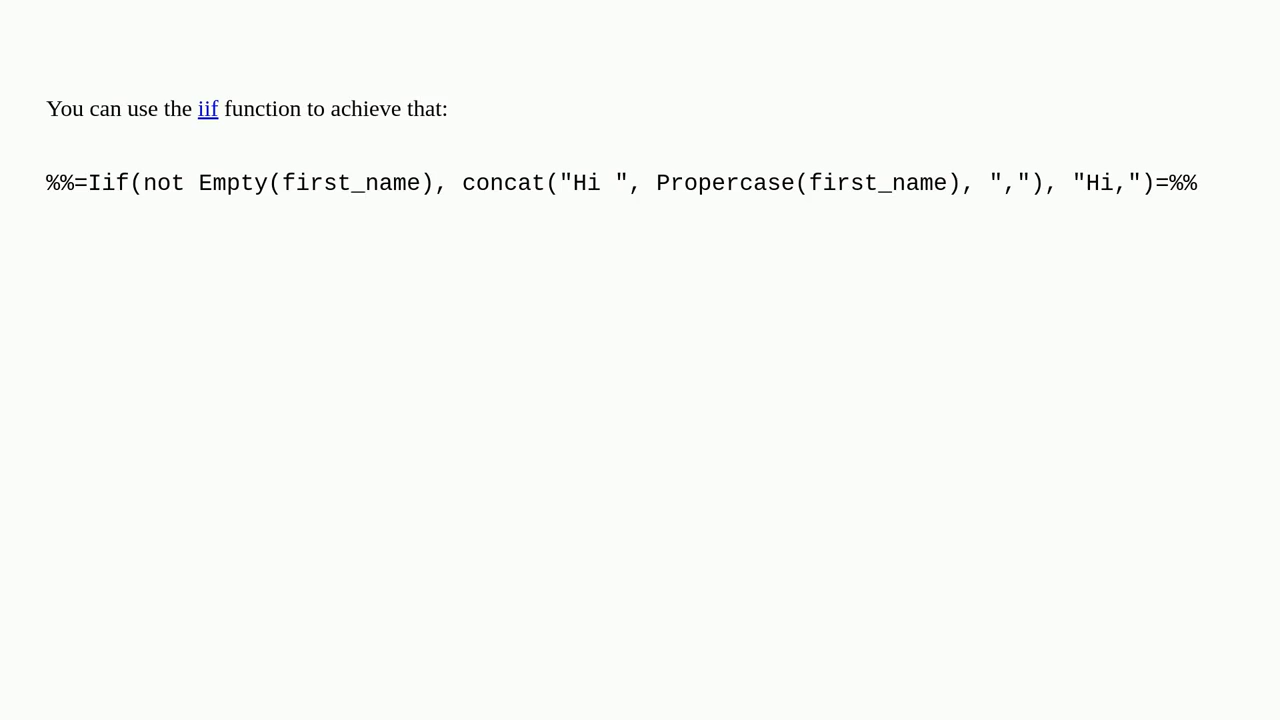 You can use the iif function to achieve that:
%%=Iif(not Empty(first_name), concat("Hi ", Propercase(first_name), ","), "Hi,")=%%